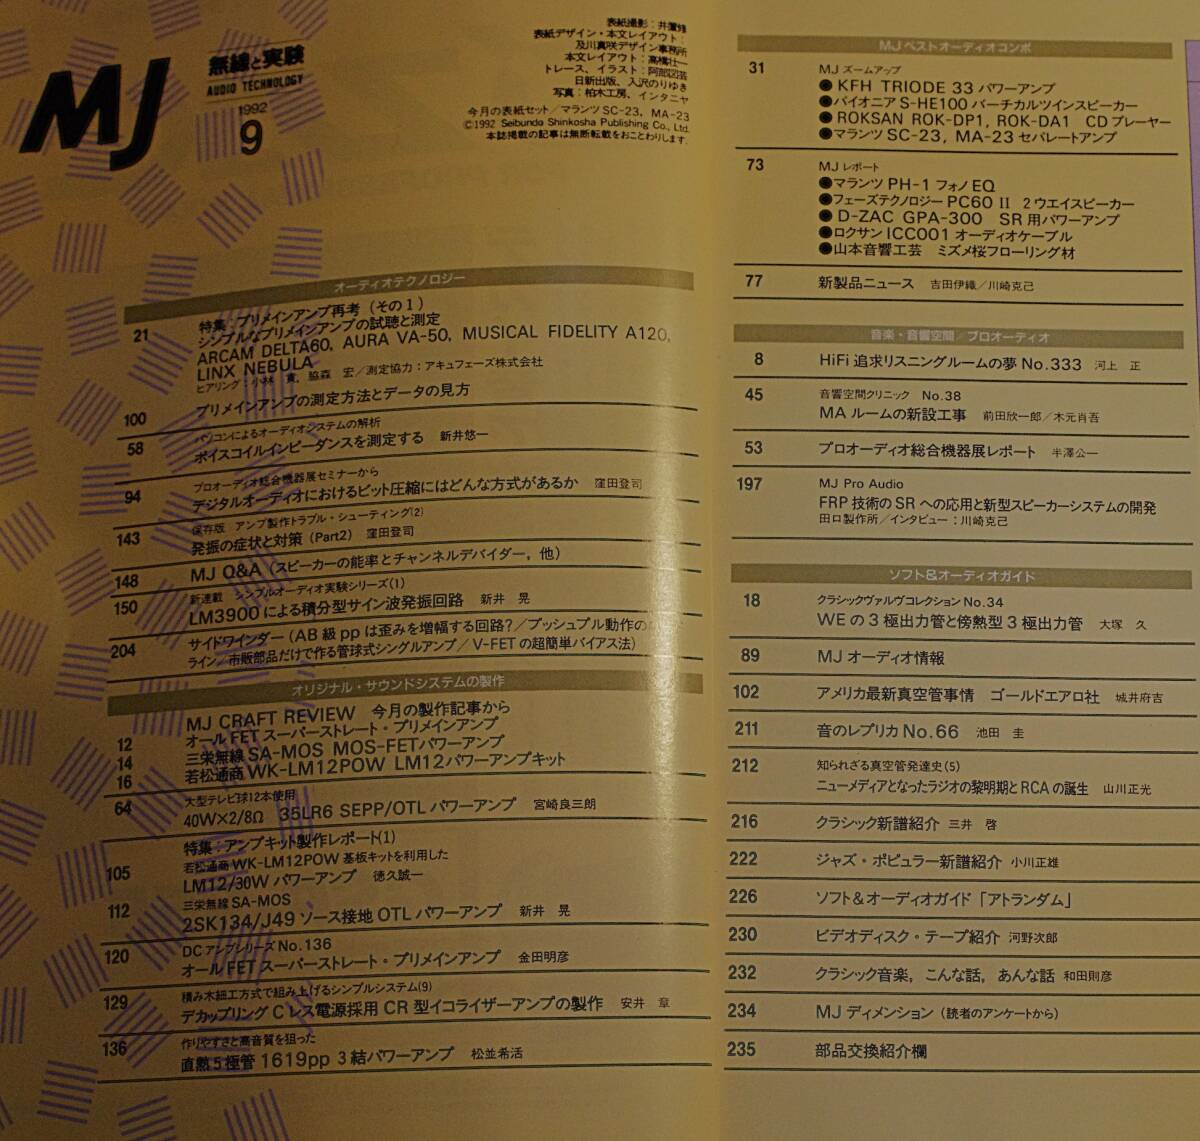 MJ
無線と実験
AUDIO TECHNOLOGY
1992
9
表紙撮影：井置雄
表紙デザイン・本文レイアウト：
及川真咲デザイン事務所
本文レイアウト：高橋壮一
トレース、イラスト：阿部図芸
日新出版、入沢のりゆき
写真：柏木工房、インタニヤ
今月の表紙セット／マランツ SC-23, MA-23
©1992 Seibundo Shinkosha Publishing Co., Ltd.
本誌掲載の記事は無断転載をおことわりします.
オーディオテクノロジー
21 特集：プリメインアンプ再考（その1）
シンプルなプリメインアンプの試聴と測定
ARCAM DELTA60, AURA VA-50, MUSICAL FIDELITY A120,
LINX NEBULA
ヒアリング：小林 貢, 脇森 宏／測定協力：アキュフェーズ株式会社
100 プリメインアンプの測定方法とデータの見方
パソコンによるオーディオシステムの解析
58 ボイスコイルインピーダンスを測定する 新井悠一
プロオーディオ総合機器展セミナーから
94 デジタルオーディオにおけるビット圧縮にはどんな方式があるか 窪田登司
保存版 アンプ製作トラブル・シューティング(2)
143 発振の症状と対策（Part2） 窪田登司
148 MJ Q&A（スピーカーの能率とチャンネルデバイダー, 他）
新連載 シンプルオーディオ実験シリーズ(1)
150 LM3900による積分型サイン波発振回路 新井 晃
204 サイドワインダー（AB級ppは歪みを増幅する回路?／プッシュプル動作の
ライン／市販部品だけで作る管球式シングルアンプ／V-FETの超簡単バイアス法）
オリジナル・サウンドシステムの製作
MJ CRAFT REVIEW 今月の製作記事から
12 オールFETスーパーストレート・プリメインアンプ
14 三栄無線SA-MOS MOS-FETパワーアンプ
16 若松通商WK-LM12POW LM12パワーアンプキット
大型テレビ球12本使用
64 40W×2/8Ω 35LR6 SEPP/OTLパワーアンプ 宮崎良三朗
特集：アンプキット製作レポート(1)
若松通商WK-LM12POW基板キットを利用した
105 LM12/30Wパワーアンプ 徳久誠一
三栄無線SA-MOS
112 2SK134/J49ソース接地OTLパワーアンプ 新井 晃
DCアンプシリーズNo.136
120 オールFETスーパーストレート・プリメインアンプ 金田明彦
積み木細工方式で組み上げるシンプルシステム(9)
129 デカップリングCレス電源採用CR型イコライザーアンプの製作 安井 章
作りやすさと高音質を狙った
136 直熱5極管1619pp 3結パワーアンプ 松並希活
MJベストオーディオコンポ
31 MJ ズームアップ
●KFH TRIODE 33 パワーアンプ
●パイオニア S-HE100 バーチカルツインスピーカー
●ROKSAN ROK-DP1, ROK-DA1 CDプレーヤー
●マランツ SC-23, MA-23 セパレートアンプ
73 MJ レポート
●マランツ PH-1 フォノEQ
●フェーズテクノロジー PC60 II 2ウエイスピーカー
●D-ZAC GPA-300 SR用パワーアンプ
●ロクサン ICC001 オーディオケーブル
●山本音響工芸 ミズメ桜フローリング材
77 新製品ニュース 吉田伊織／川崎克己
音楽・音響空間／プロオーディオ
8 HiFi追求リスニングルームの夢 No.333 河上 正
45 音響空間クリニック No.38
MAルームの新設工事 前田欣一郎／木元肖吾
53 プロオーディオ総合機器展レポート 半澤公一
197 MJ Pro Audio
FRP技術のSRへの応用と新型スピーカーシステムの開発
田口製作所／インタビュー：川崎克己
ソフト&オーディオガイド
18 クラシックヴァルヴコレクション No.34
WEの3極出力管と傍熱型3極出力管 大塚 久
89 MJ オーディオ情報
102 アメリカ最新真空管事情 ゴールドエアロ社 城井府吉
211 音のレプリカ No.66 池田 圭
212 知られざる真空管発達史(5)
ニューメディアとなったラジオの黎明期とRCAの誕生 山川正光
216 クラシック新譜紹介 三井 啓
222 ジャズ・ポピュラー新譜紹介 小川正雄
226 ソフト&オーディオガイド「アトランダム」
230 ビデオディスク・テープ紹介 河野次郎
232 クラシック音楽, こんな話, あんな話 和田則彦
234 MJ ディメンション（読者のアンケートから）
235 部品交換紹介欄